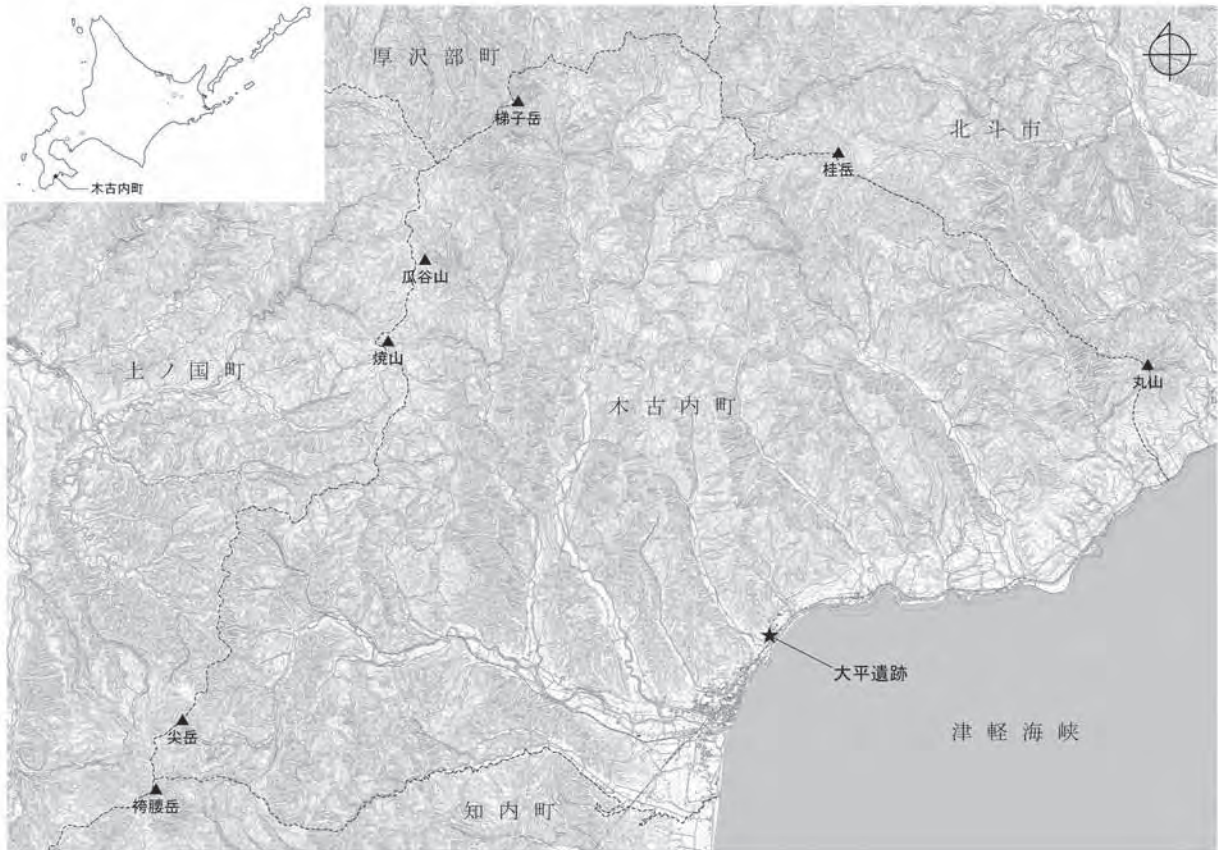 厚沢部町
梯子岳
北斗市
桂岳
木古内町
瓜谷山
焼山
上ノ国町
丸山
木古内町
大平遺跡
津軽海峡
尖岳
袴腰岳
知内町